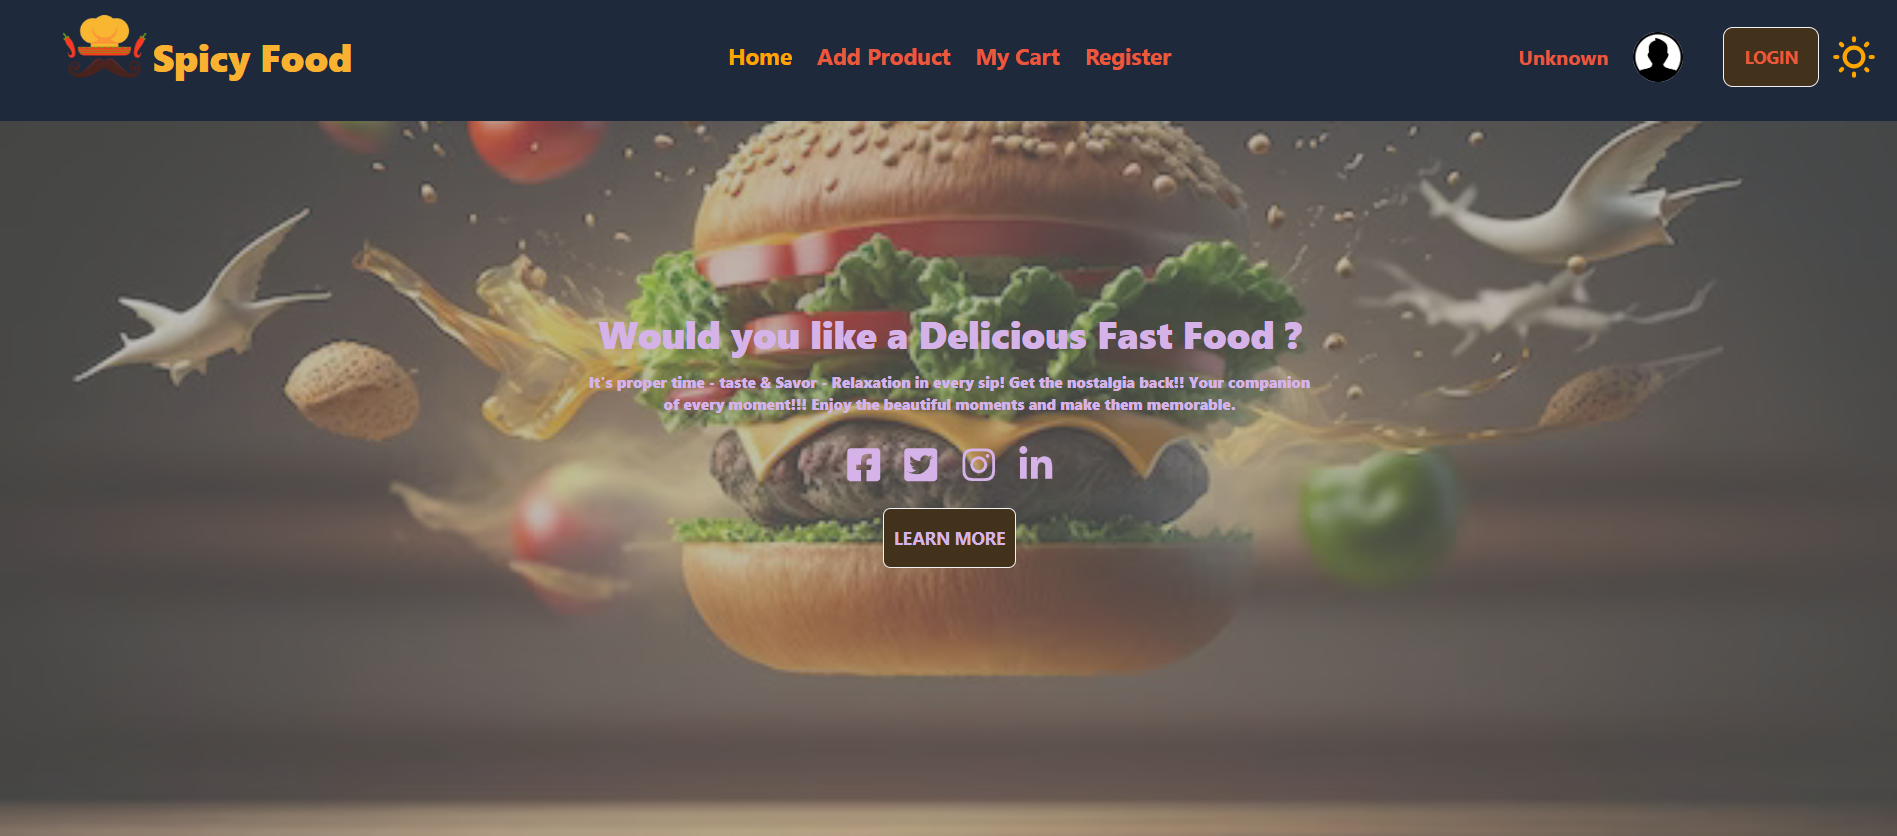 Spicy Food
Home Add Product My Cart Register
Unknown
LOGIN
Would you like a Delicious Fast Food ?
It's proper time - taste & Savor - Relaxation in every sip! Get the nostalgia back!! Your companion
of every moment!!! Enjoy the beautiful moments and make them memorable.
LEARN MORE